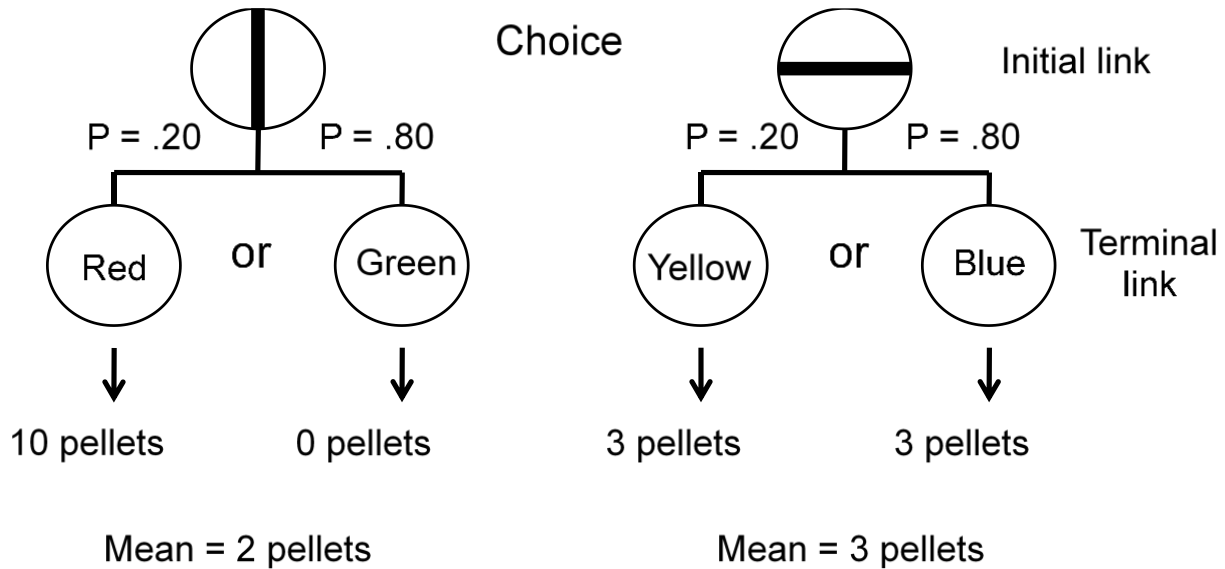 Choice
Initial link
P = .20
P = .80
P = .20
P = .80
Red
or
Green
Yellow
or
Blue
Terminal
link
10 pellets
0 pellets
3 pellets
3 pellets
Mean = 2 pellets
Mean = 3 pellets